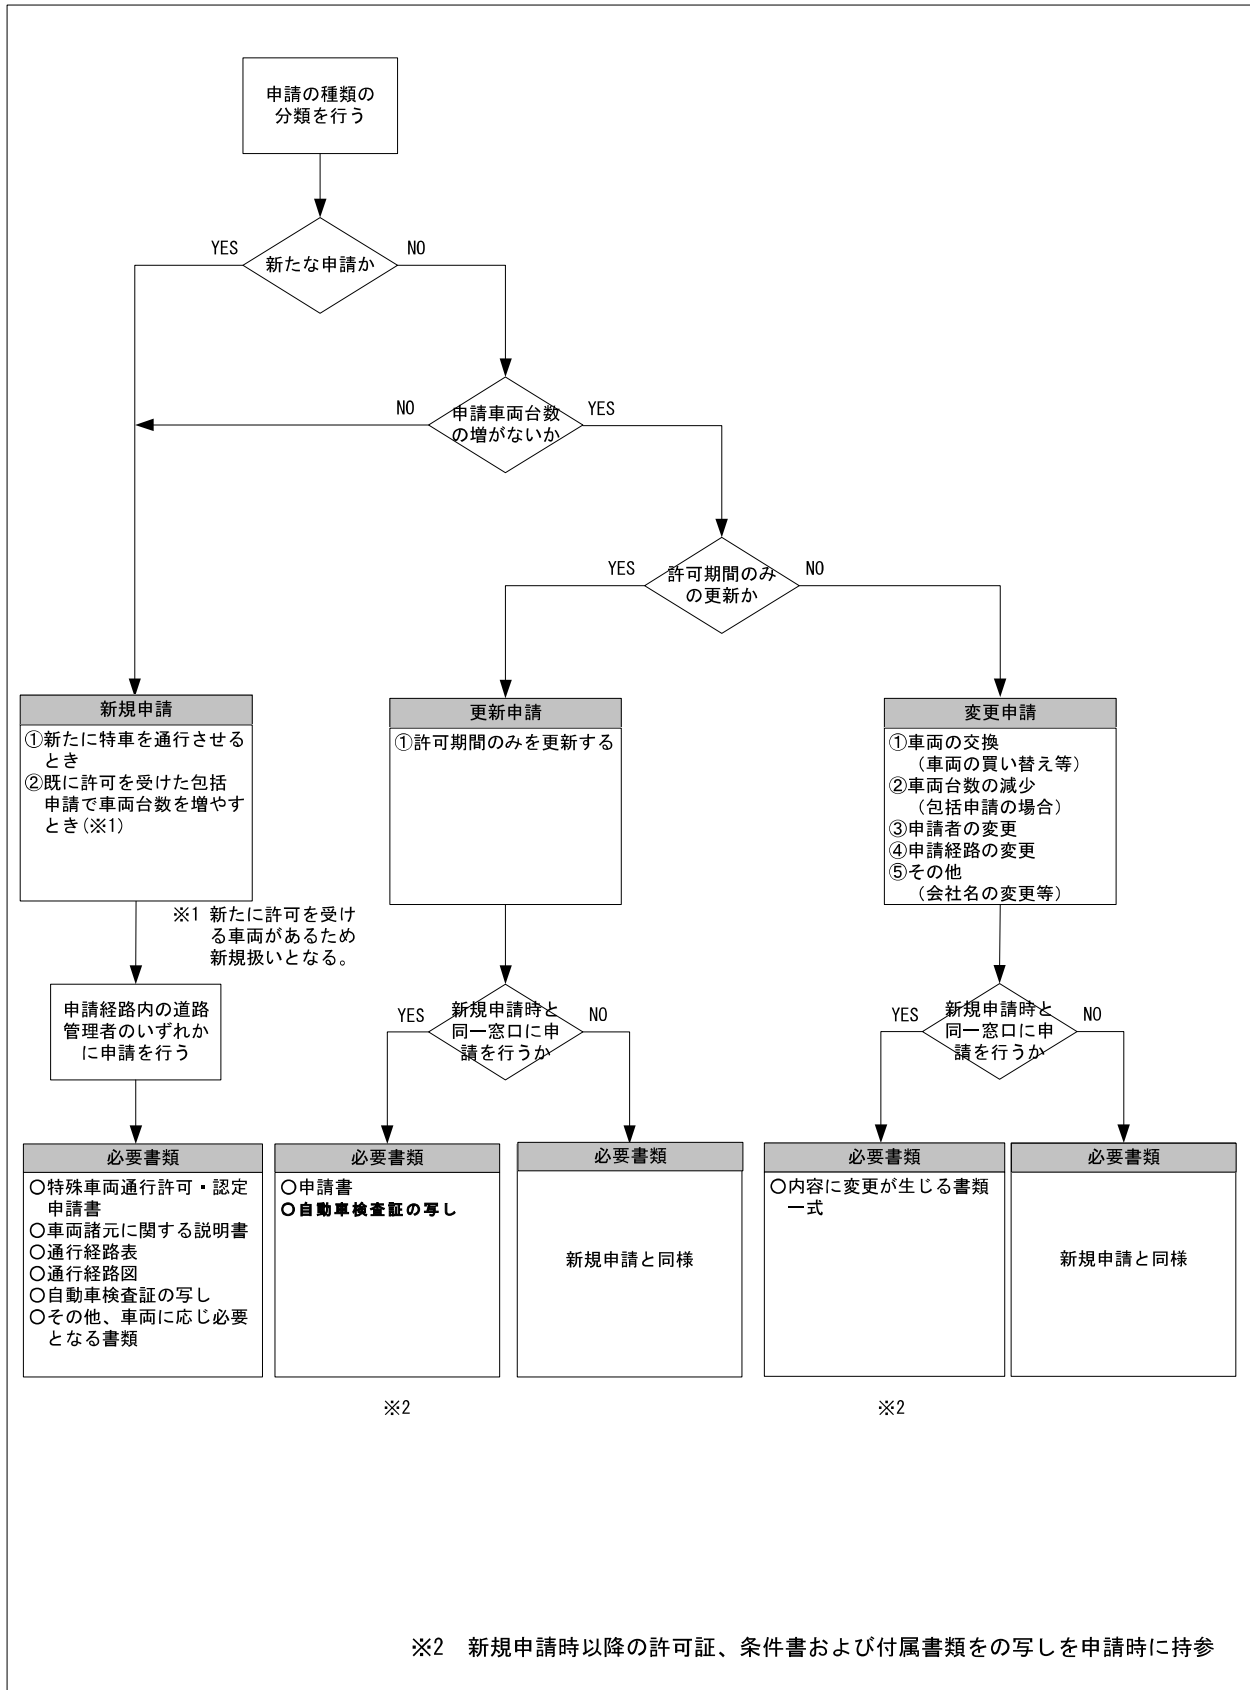 申請の種類の
分類を行う
YES
新たな申請か
NO
NO
申請車両台数
の増がないか
YES
YES
許可期間のみ
の更新か
NO
新規申請
①新たに特車を通行させる
とき
②既に許可を受けた包括
申請で車両台数を増やす
とき(※1)
※1 新たに許可を受け
る車両があるため
新規扱いとなる。
更新申請
①許可期間のみを更新する
変更申請
①車両の交換
（車両の買い替え等）
②車両台数の減少
（包括申請の場合）
③申請者の変更
④申請経路の変更
⑤その他
（会社名の変更等）
申請経路内の道路
管理者のいずれか
に申請を行う
YES
新規申請時と
同一窓口に申
請を行うか
NO
YES
新規申請時と
同一窓口に申
請を行うか
NO
必要書類
○特殊車両通行許可・認定
申請書
○車両諸元に関する説明書
○通行経路表
○通行経路図
○自動車検査証の写し
○その他、車両に応じ必要
となる書類
必要書類
○申請書
○自動車検査証の写し
必要書類
新規申請と同様
必要書類
○内容に変更が生じる書類
一式
必要書類
新規申請と同様
※2
※2
※2　新規申請時以降の許可証、条件書および付属書類をの写しを申請時に持参